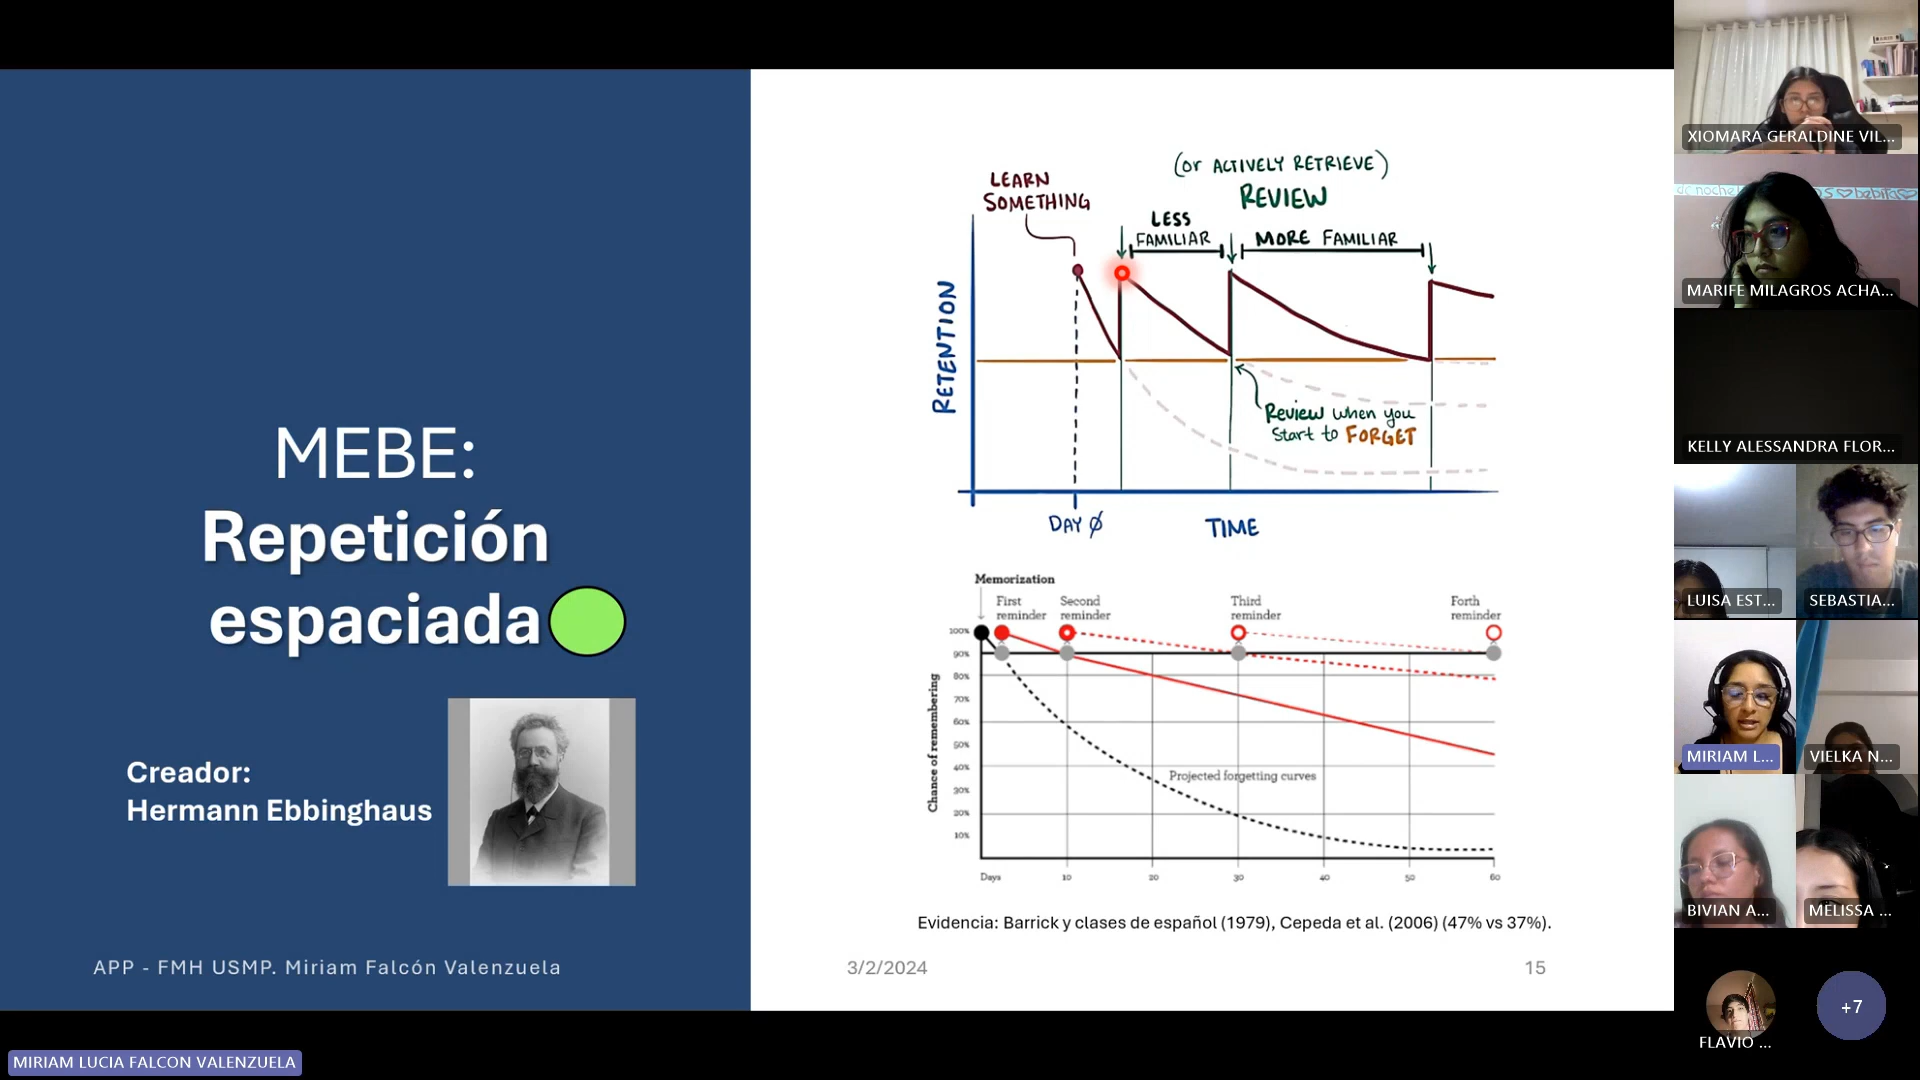 MEBE:
Repetición
espaciada
Creador:
Hermann Ebbinghaus
APP - FMH USMP. Miriam Falcón Valenzuela
(or ACTIVELY RETRIEVE)
REVIEW
LEARN
SOMETHING
LESS
FAMILIAR
MORE FAMILIAR
RETENTION
Review when you
start to FORGET
DAY 0
TIME
Memorization
First
reminder
Second
reminder
Third
reminder
Forth
reminder
Chance of remembering
100%
90%
80%
70%
60%
50%
40%
30%
20%
10%
Projected forgetting curves
Days 10 20 30 40 50 60
Evidencia: Barrick y clases de español (1979), Cepeda et al. (2006) (47% vs 37%).
3/2/2024
15
XIOMARA GERALDINE VIL...
MARIFE MILAGROS ACHA...
KELLY ALESSANDRA FLOR...
LUISA EST...
SEBASTIA...
MIRIAM L...
VIELKA N...
BIVIAN A...
MELISSA ...
FLAVIO ...
+7
MIRIAM LUCIA FALCON VALENZUELA